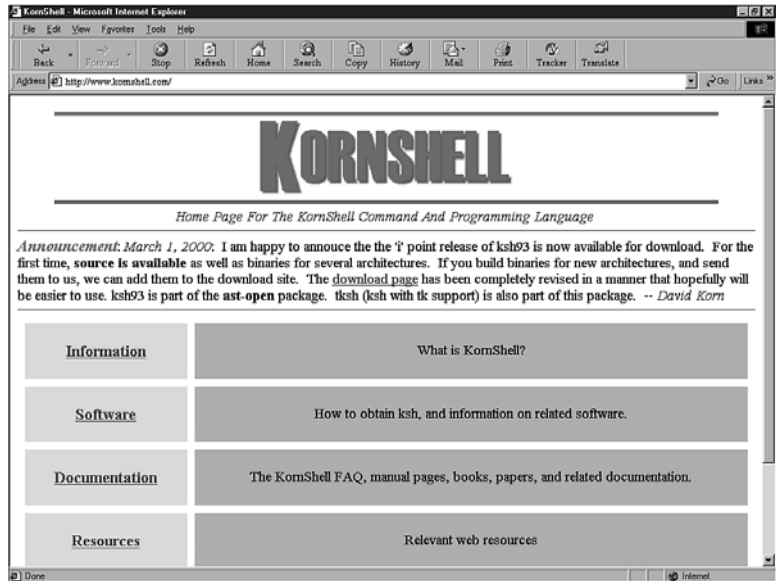 KornShell - Microsoft Internet Explorer
File Edit View Favorites Tools Help
Back Forward Stop Refresh Home Search Copy History Mail Print Tracker Translate
Address http://www.kornshell.com/ Go Links »
KORNSHELL
Home Page For The KornShell Command And Programming Language
Announcement: March 1, 2000: I am happy to annouce the the 'i' point release of ksh93 is now available for download. For the
first time, source is available as well as binaries for several architectures. If you build binaries for new architectures, and send
them to us, we can add them to the download site. The download page has been completely revised in a manner that hopefully will
be easier to use. ksh93 is part of the ast-open package. tksh (ksh with tk support) is also part of this package. -- David Korn
Information What is KornShell?
Software How to obtain ksh, and information on related software.
Documentation The KornShell FAQ, manual pages, books, papers, and related documentation.
Resources Relevant web resources
Done Internet